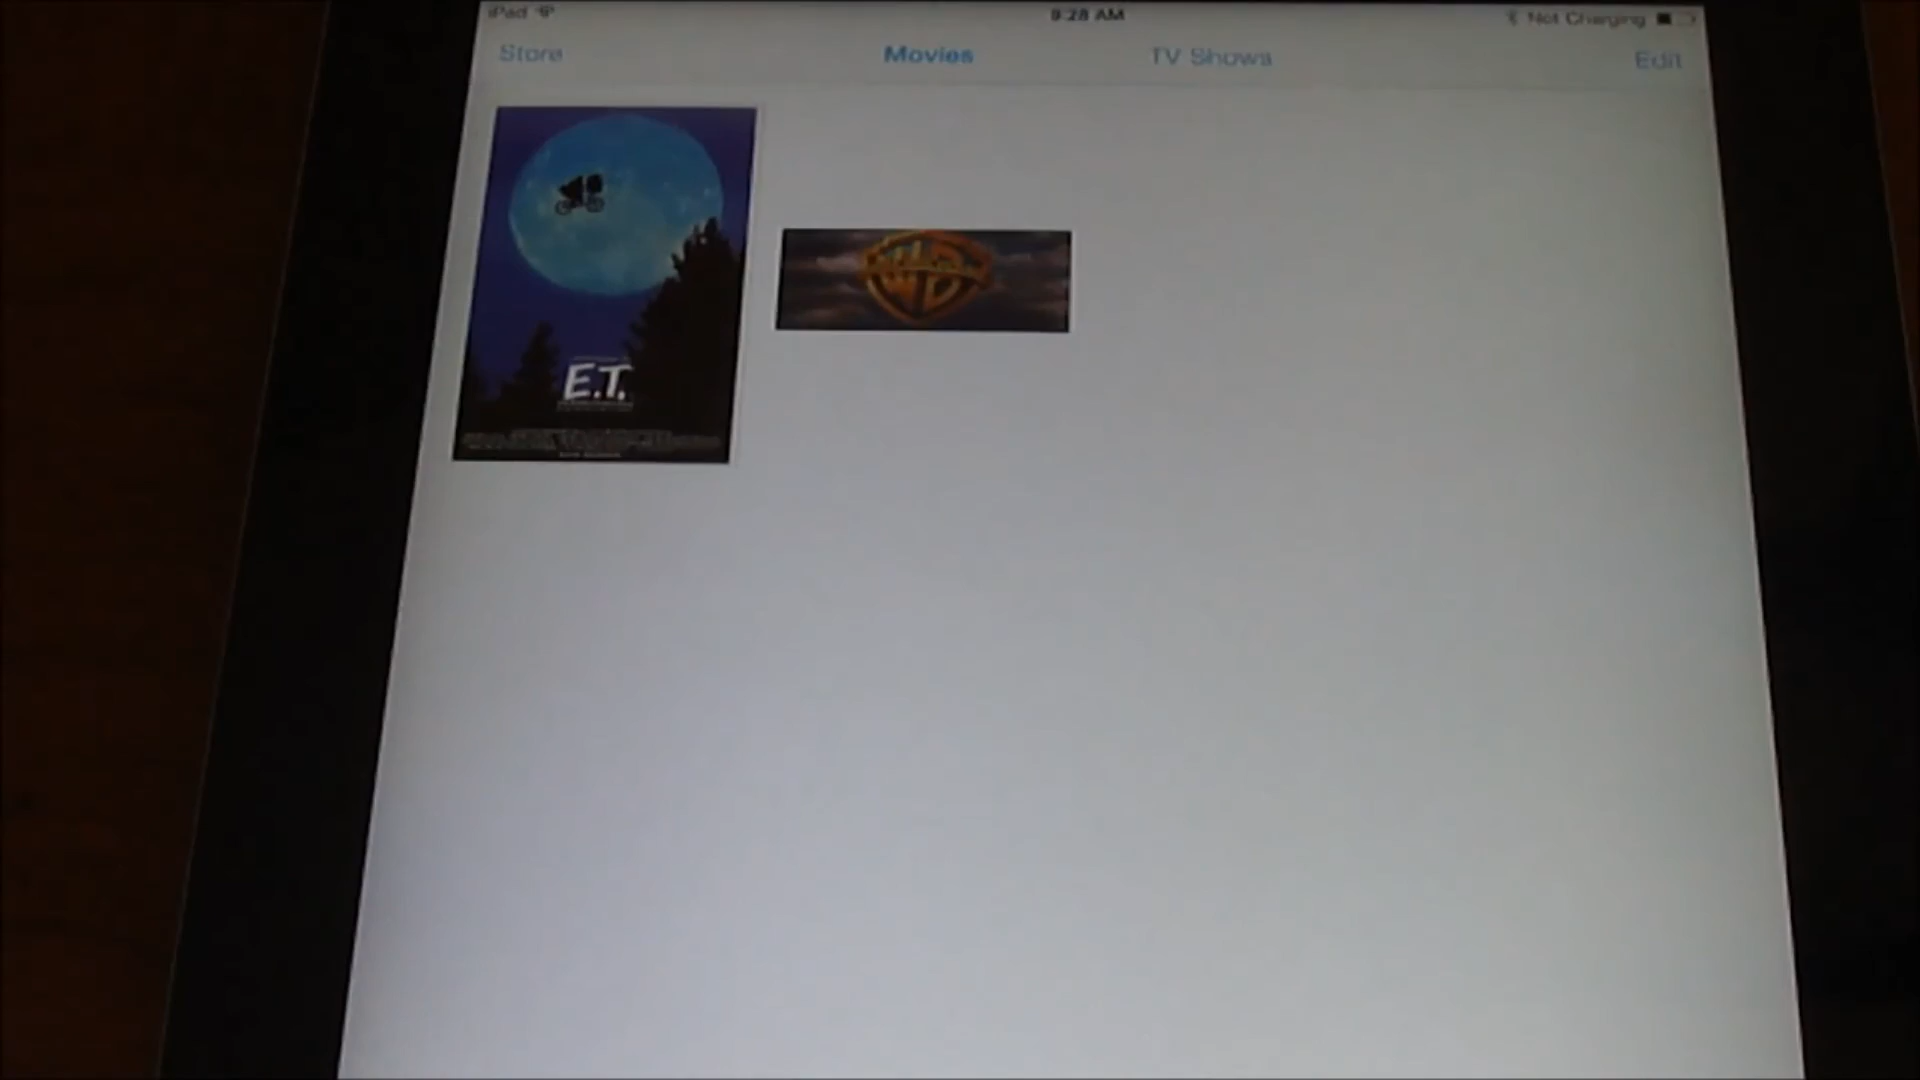 iPad
9:28 AM
Not Charging
Store
Movies
TV Shows
Edit
E.T.